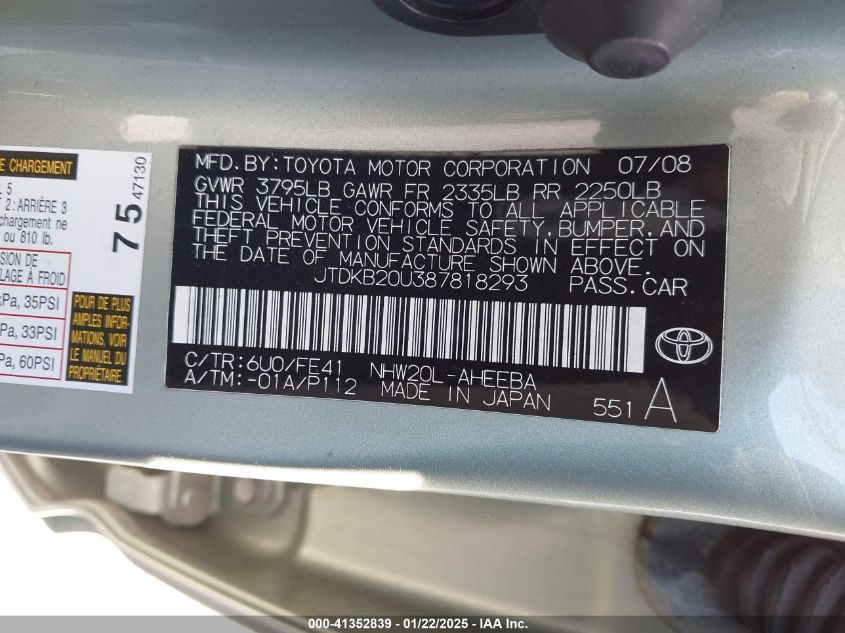 E CHARGEMENT
L 5
T 2: ARRIÈRE 3
chargement ne
ou 810 lb.
SION DE
LAGE À FROID
kPa, 35PSI
Pa, 33PSI
Pa, 60PSI
75 47130
POUR DE PLUS
AMPLES INFOR-
MATIONS, VOIR
LE MANUEL DU
MFD.BY:TOYOTA MOTOR CORPORATION 07/08
GVWR 3795LB GAWR FR 2335LB RR 2250LB
THIS VEHICLE CONFORMS TO ALL APPLICABLE
FEDERAL MOTOR VEHICLE SAFETY,BUMPER,AND
THEFT PREVENTION STANDARDS IN EFFECT ON
THE DATE OF MANUFACTURE SHOWN ABOVE.
JTDKB20U387818293 PASS.CAR
C/TR:6U0/FE41 NHW20L-AHEEBA
A/TM:-01A/P112 MADE IN JAPAN 551 A
000-41352839 - 01/22/2025 - IAA Inc.